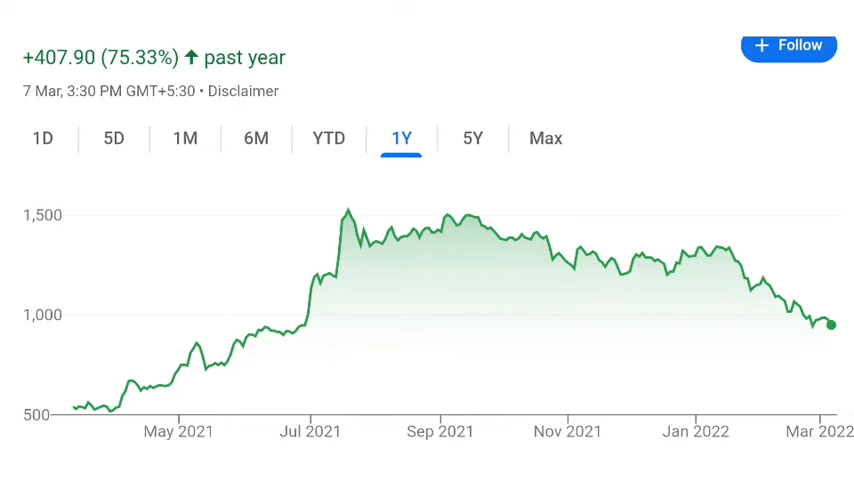 +407.90 (75.33%) ↑ past year
+ Follow
7 Mar, 3:30 PM GMT+5:30 • Disclaimer
1D 5D 1M 6M YTD 1Y 5Y Max
1,500
1,000
500
May 2021 Jul 2021 Sep 2021 Nov 2021 Jan 2022 Mar 2022